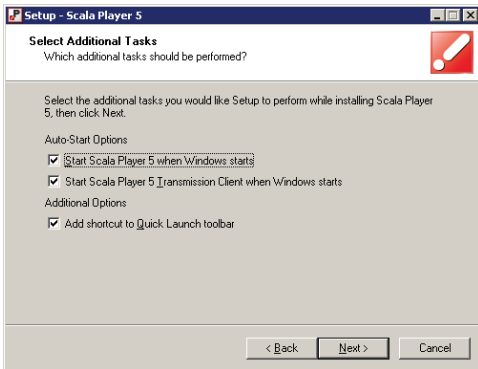 Setup - Scala Player 5
Select Additional Tasks
Which additional tasks should be performed?
Select the additional tasks you would like Setup to perform while installing Scala Player
5, then click Next.
Auto-Start Options
Start Scala Player 5 when Windows starts
Start Scala Player 5 Transmission Client when Windows starts
Additional Options
Add shortcut to Quick Launch toolbar
< Back Next > Cancel